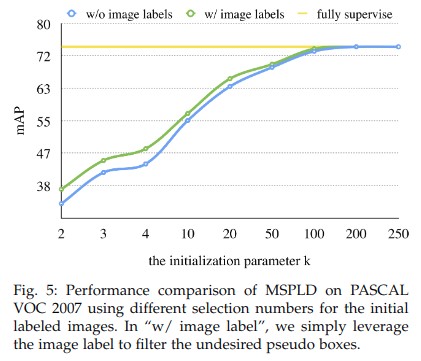 w/o image labels w/ image labels fully supervise
80
72
63
55
47
38
mAP
2 3 4 10 20 50 100 200 250
the initialization parameter k
Fig. 5: Performance comparison of MSPLD on PASCAL
VOC 2007 using different selection numbers for the initial
labeled images. In “w/ image label”, we simply leverage
the image label to filter the undesired pseudo boxes.